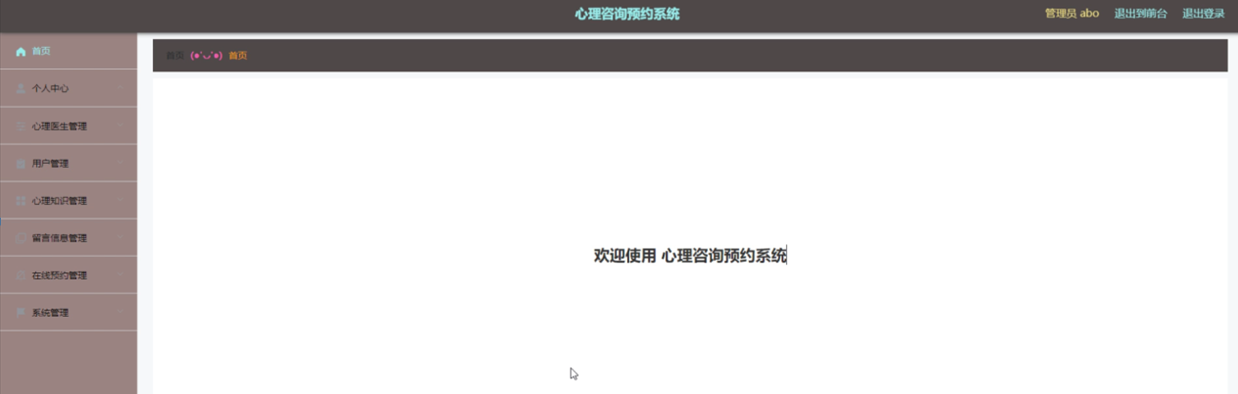 心理咨询预约系统
管理员 abo 退出到前台 退出登录
首页
首页 (●'◡'●) 首页
个人中心
心理医生管理
用户管理
心理知识管理
留言信息管理
在线预约管理
系统管理
欢迎使用 心理咨询预约系统